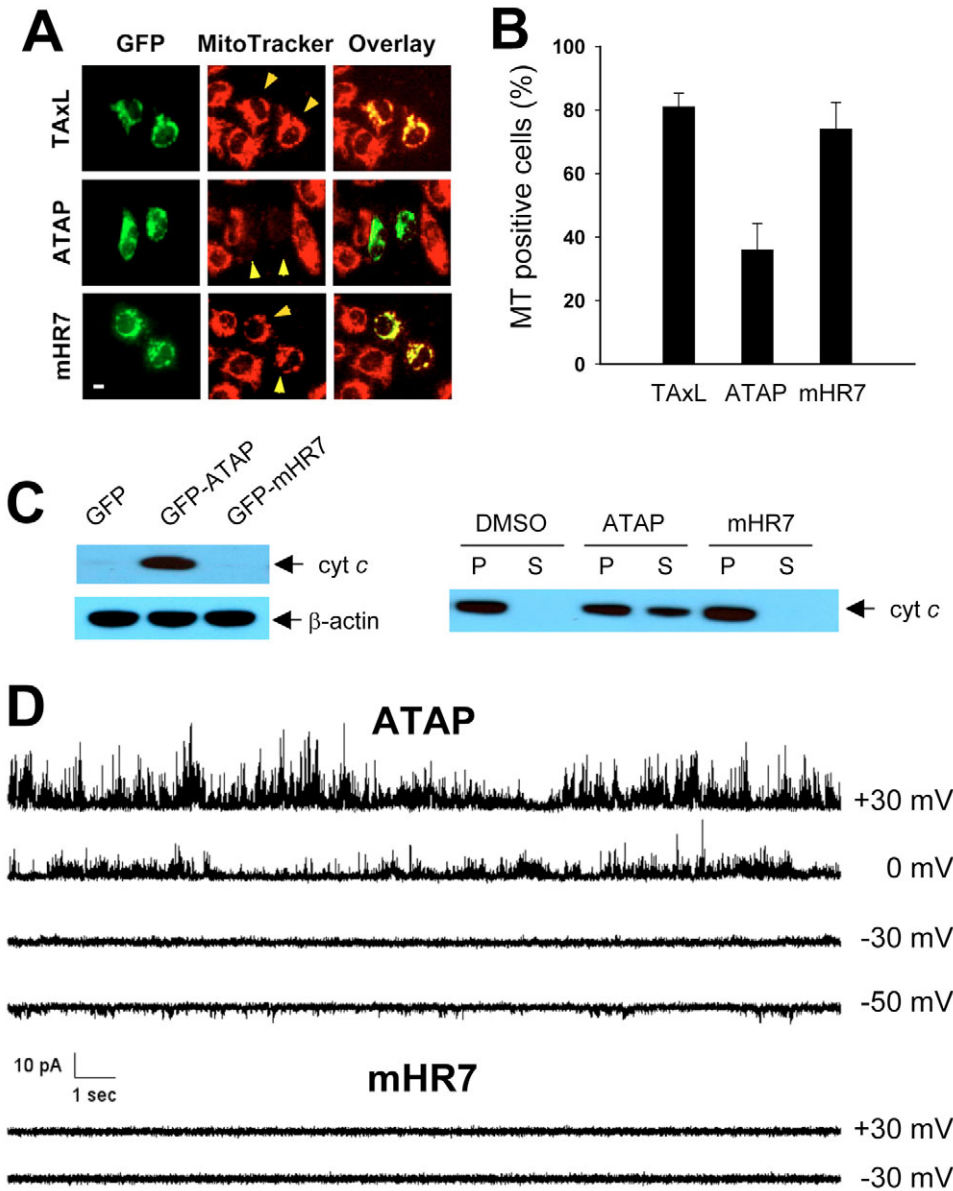 A
GFP MitoTracker Overlay
TAxL
ATAP
mHR7
B
MT positive cells (%)
100
80
60
40
20
0
TAxL ATAP mHR7
C
GFP
GFP-ATAP
GFP-mHR7
cyt c
β-actin
DMSO ATAP mHR7
P S P S P S
cyt c
D
ATAP
+30 mV
0 mV
-30 mV
-50 mV
10 pA
1 sec
mHR7
+30 mV
-30 mV